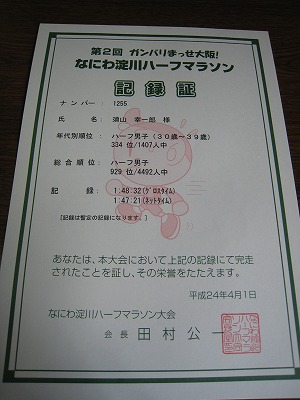 第2回 ガンバリまっせ大阪！
なにわ淀川ハーフマラソン
記録証
ナンバー： 1255
氏 名： 須山 幸一郎 様
年代別順位： ハーフ男子（３０歳～３９歳）
334 位/1407人中
総合順位： ハーフ男子
929 位/4492人中
記 録： 1:48:32(グロスタイム)
1:47:21(ネットタイム)
[記録は暫定の記録になります。]
あなたは、本大会において上記の記録にて完走
されたことを証し、その栄誉をたたえます。
平成24年4月1日
なにわ淀川ハーフマラソン大会
会長 田村公一